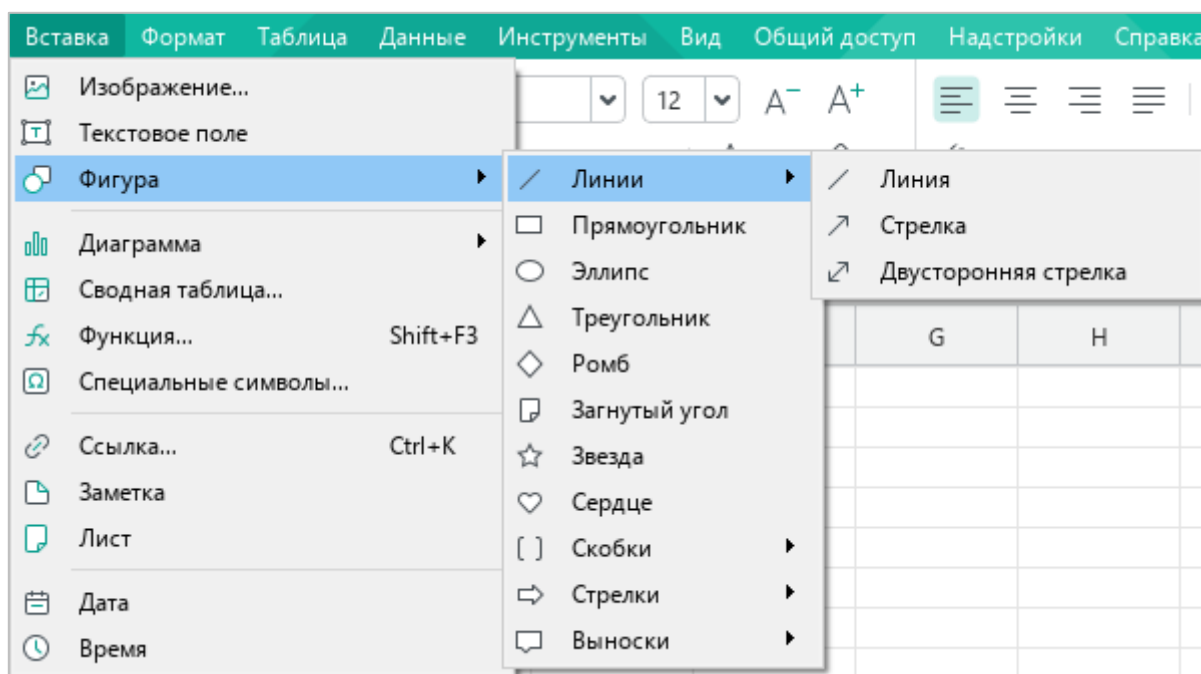 Вставка Формат Таблица Данные Инструменты Вид Общий доступ Надстройки Справка
Изображение...
12 A− A+
Текстовое поле
Фигура
Линии
Линия
Прямоугольник
Стрелка
Диаграмма
Эллипс
Двусторонняя стрелка
Сводная таблица...
Треугольник
Функция... Shift+F3
G H
Ромб
Специальные символы...
Загнутый угол
Ссылка... Ctrl+K
Звезда
Заметка
Сердце
Лист
Скобки
Дата
Стрелки
Время
Выноски